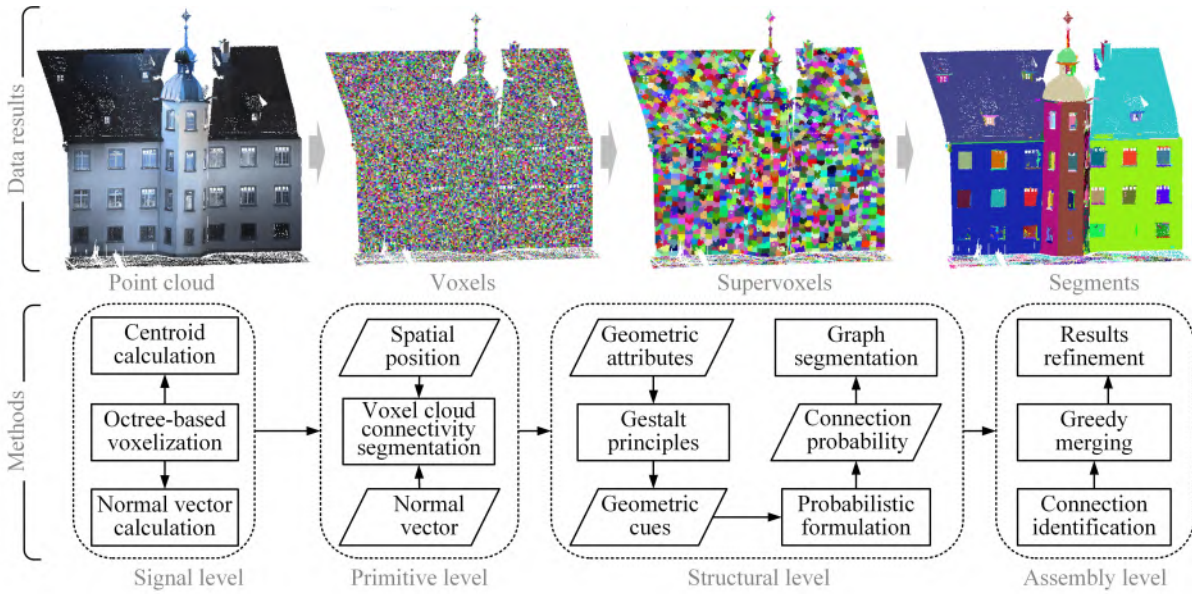 Data results
Point cloud
Voxels
Supervoxels
Segments
Methods
Centroid
calculation
Octree-based
voxelization
Normal vector
calculation
Signal level
Spatial
position
Voxel cloud
connectivity
segmentation
Normal
vector
Primitive level
Geometric
attributes
Gestalt
principles
Geometric
cues
Graph
segmentation
Connection
probability
Probabilistic
formulation
Structural level
Results
refinement
Greedy
merging
Connection
identification
Assembly level